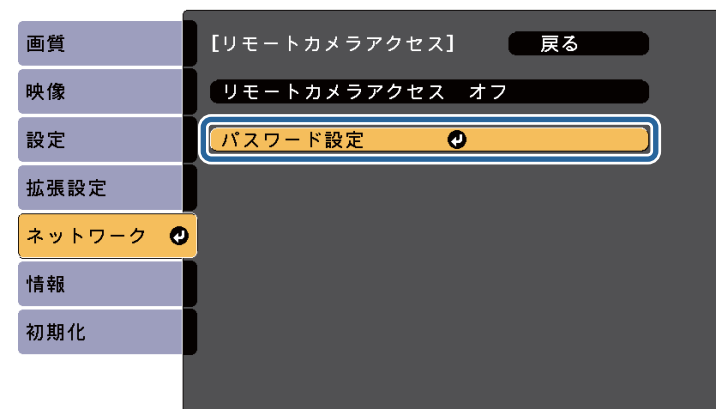 画質
映像
設定
拡張設定
ネットワーク
情報
初期化
[リモートカメラアクセス] 戻る
リモートカメラアクセス オフ
パスワード設定